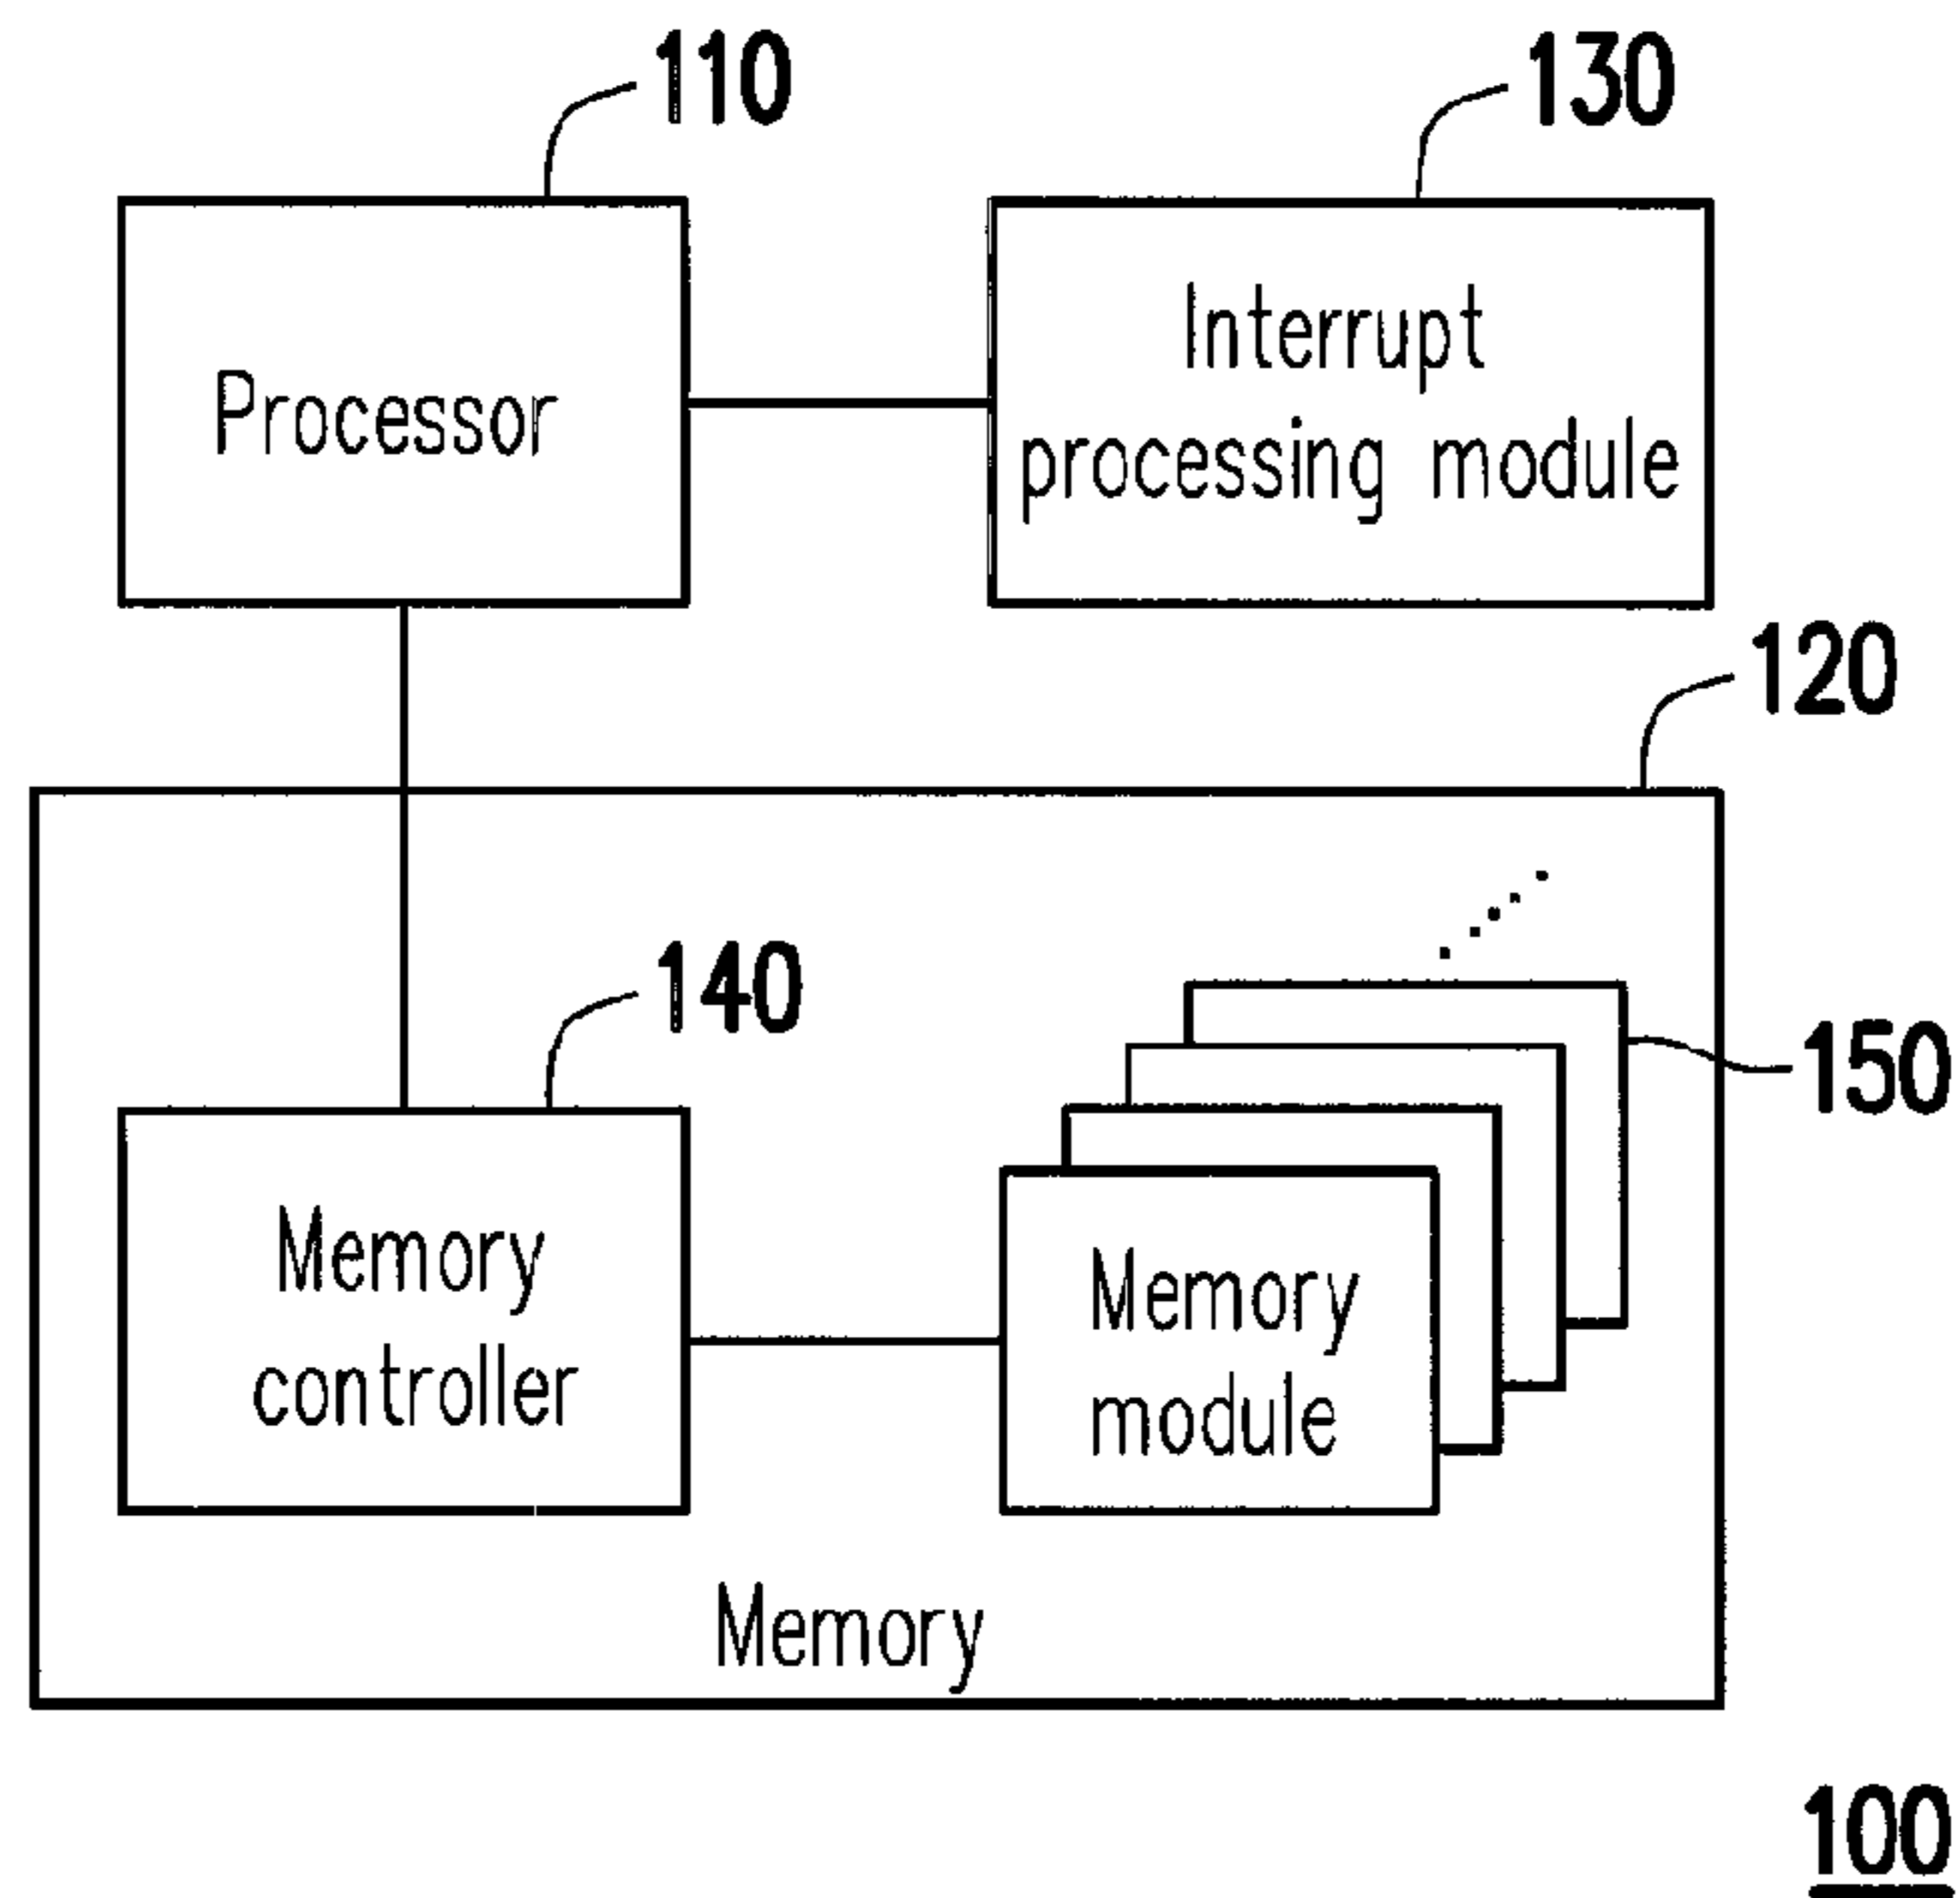 110
130
Processor
Interrupt
processing module
120
140
150
Memory
controller
Memory
module
Memory
100